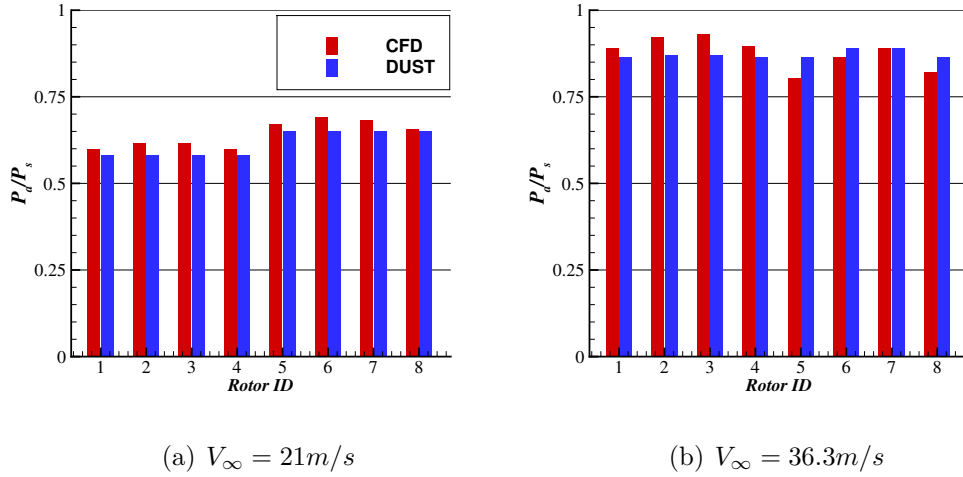 1
0.75
0.5
0.25
0
P_a/P_s
CFD
DUST
1 2 3 4 5 6 7 8
Rotor ID
(a) V_∞ = 21m/s
1
0.75
0.5
0.25
0
P_a/P_s
1 2 3 4 5 6 7 8
Rotor ID
(b) V_∞ = 36.3m/s